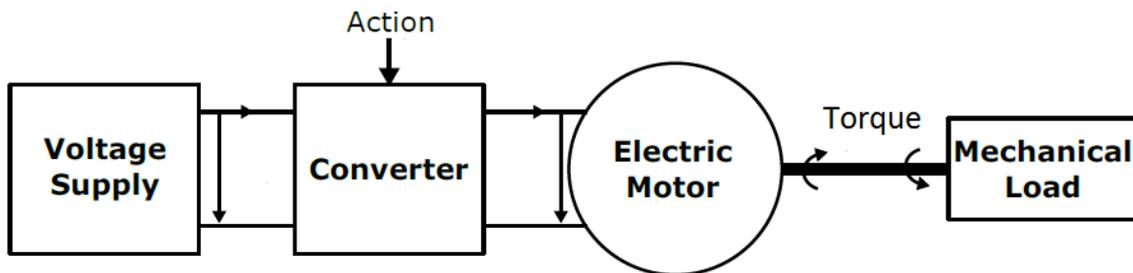 Action
Voltage
Supply
Converter
Electric
Motor
Torque
Mechanical
Load